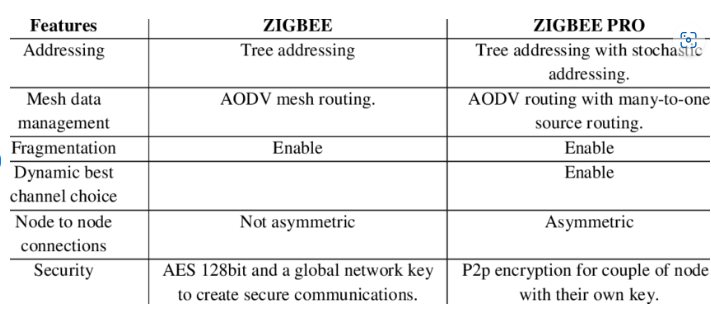 Features ZIGBEE ZIGBEE PRO
Addressing Tree addressing Tree addressing with stochastic
addressing.
Mesh data AODV mesh routing. AODV routing with many-to-one
management source routing.
Fragmentation Enable Enable
Dynamic best Enable
channel choice
Node to node Not asymmetric Asymmetric
connections
Security AES 128bit and a global network key P2p encryption for couple of node
to create secure communications. with their own key.